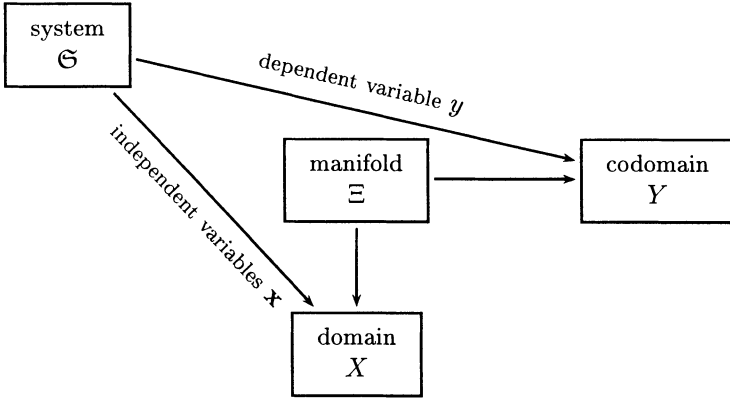 system
𝔖
dependent variable y
independent variables x
manifold
Ξ
codomain
Y
domain
X